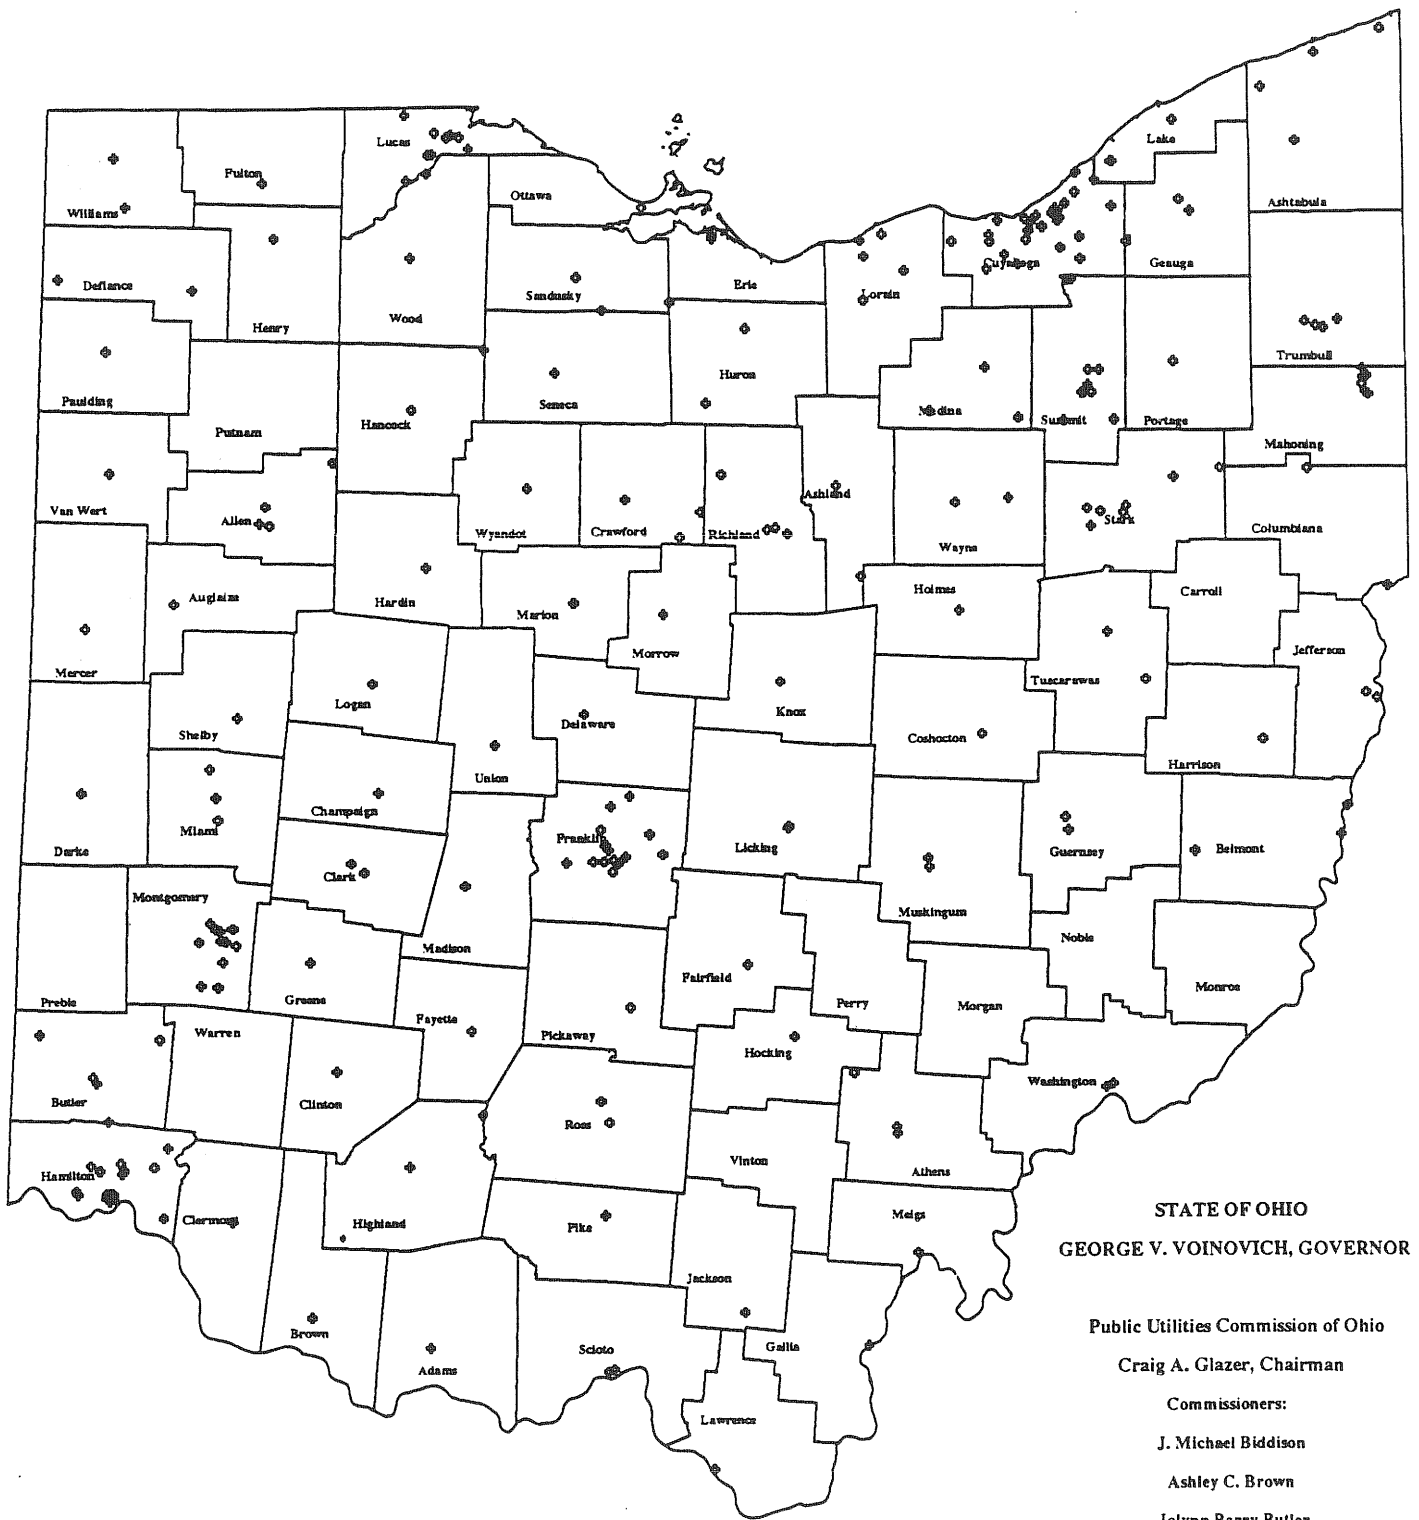 Lake
Lucas
Fulton
Ottawa
Ashtabula
Williams
Geauga
Cuyahoga
Defiance
Sandusky
Erie
Lorain
Henry
Wood
Trumbull
Huron
Paulding
Seneca
Medina
Summit
Portage
Hancock
Putnam
Mahoning
Ashland
Van Wert
Allen
Stark
Wyandot
Crawford
Richland
Columbiana
Wayne
Holmes
Carroll
Auglaize
Hardin
Marion
Morrow
Jefferson
Mercer
Tuscarawas
Logan
Knox
Delaware
Shelby
Coshocton
Harrison
Union
Champaign
Miami
Franklin
Darke
Licking
Guernsey
Belmont
Clark
Montgomery
Muskingum
Madison
Noble
Fairfield
Preble
Greene
Perry
Morgan
Monroe
Fayette
Warren
Pickaway
Hocking
Washington
Butler
Clinton
Ross
Vinton
Athens
Hamilton
Clermont
Highland
Pike
Meigs
Jackson
Brown
Adams
Scioto
Gallia
Lawrence
STATE OF OHIO
GEORGE V. VOINOVICH, GOVERNOR
Public Utilities Commission of Ohio
Craig A. Glazer, Chairman
Commissioners:
J. Michael Biddison
Ashley C. Brown
Jolynn Barry Butler